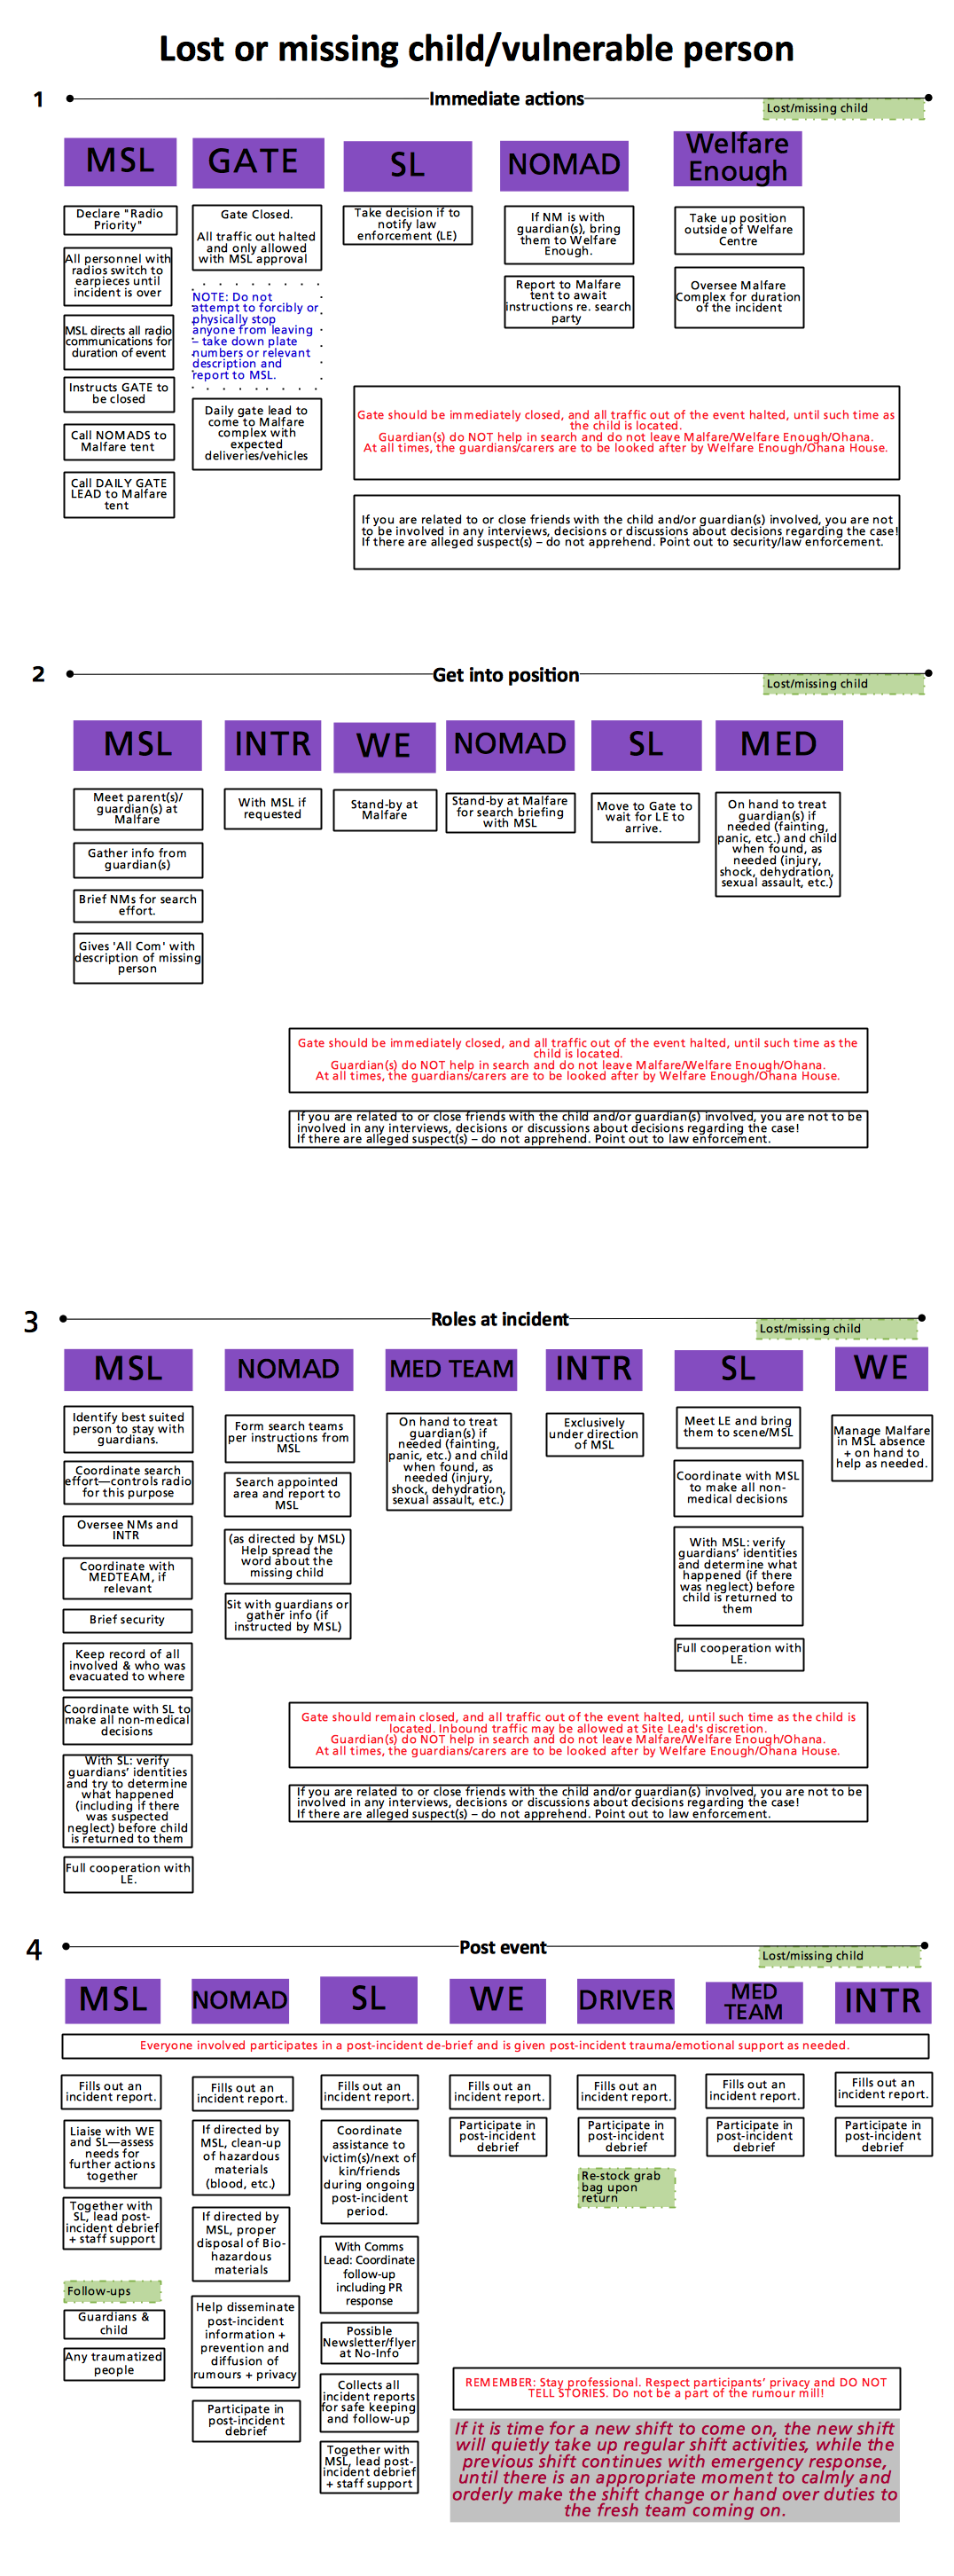 Lost or missing child/vulnerable person
1
Immediate actions
Lost/missing child
MSL
Declare "Radio
Priority"
All personnel with
radios switch to
earpieces until
incident is over
MSL directs all radio
communications for
duration of event
Instructs GATE to
be closed
Call NOMADS to
Malfare tent
Call DAILY GATE
LEAD to Malfare
tent
GATE
Gate Closed.
All traffic out halted
and only allowed
with MSL approval
NOTE: Do not
attempt to forcibly or
physically stop
anyone from leaving
– take down plate
numbers or relevant
description and
report to MSL.
Daily gate lead to
come to Malfare
complex with
expected
deliveries/vehicles
SL
Take decision if to
notify law
enforcement (LE)
NOMAD
If NM is with
guardian(s), bring
them to Welfare
Enough.
Report to Malfare
tent to await
instructions re. search
party
Welfare
Enough
Take up position
outside of Welfare
Centre
Oversee Malfare
Complex for duration
of the incident
Gate should be immediately closed, and all traffic out of the event halted, until such time as
the child is located.
Guardian(s) do NOT help in search and do not leave Malfare/Welfare Enough/Ohana.
At all times, the guardians/carers are to be looked after by Welfare Enough/Ohana House.
If you are related to or close friends with the child and/or guardian(s) involved, you are not
to be involved in any interviews, decisions or discussions about decisions regarding the case!
If there are alleged suspect(s) – do not apprehend. Point out to security/law enforcement.
2
Get into position
Lost/missing child
MSL
Meet parent(s)/
guardian(s) at
Malfare
Gather info from
guardian(s)
Brief NMs for search
effort.
Gives 'All Com' with
description of missing
person
INTR
With MSL if
requested
WE
Stand-by at
Malfare
NOMAD
Stand-by at Malfare
for search briefing
with MSL
SL
Move to Gate to
wait for LE to
arrive.
MED
On hand to treat
guardian(s) if
needed (fainting,
panic, etc.) and child
when found, as
needed (injury,
shock, dehydration,
sexual assault, etc.)
Gate should be immediately closed, and all traffic out of the event halted, until such time as the
child is located.
Guardian(s) do NOT help in search and do not leave Malfare/Welfare Enough/Ohana.
At all times, the guardians/carers are to be looked after by Welfare Enough/Ohana House.
If you are related to or close friends with the child and/or guardian(s) involved, you are not to be
involved in any interviews, decisions or discussions about decisions regarding the case!
If there are alleged suspect(s) – do not apprehend. Point out to law enforcement.
3
Roles at incident
Lost/missing child
MSL
Identify best suited
person to stay with
guardians.
Coordinate search
effort—controls radio
for this purpose
Oversee NMs and
INTR
Coordinate with
MEDTEAM, if
relevant
Brief security
Keep record of all
involved & who was
evacuated to where
Coordinate with SL to
make all non-medical
decisions
With SL: verify
guardians' identities
and try to determine
what happened
(including if there
was suspected
neglect) before child
is returned to them
Full cooperation with
LE.
NOMAD
Form search teams
per instructions from
MSL
Search appointed
area and report to
MSL
(as directed by MSL)
Help spread the
word about the
missing child
Sit with guardians or
gather info (if
instructed by MSL)
MED TEAM
On hand to treat
guardian(s) if
needed (fainting,
panic, etc.) and child
when found, as
needed (injury,
shock, dehydration,
sexual assault, etc.)
INTR
Exclusively
under direction
of MSL
SL
Meet LE and bring
them to scene/MSL
Coordinate with MSL
to make all non-
medical decisions
With MSL: verify
guardians' identities
and determine what
happened (if there
was neglect) before
child is returned to
them
Full cooperation with
LE.
WE
Manage Malfare
in MSL absence
+ on hand to
help as needed.
Gate should remain closed, and all traffic out of the event halted, until such time as the child is
located. Inbound traffic may be allowed at Site Lead's discretion.
Guardian(s) do NOT help in search and do not leave Malfare/Welfare Enough/Ohana.
At all times, the guardians/carers are to be looked after by Welfare Enough/Ohana House.
If you are related to or close friends with the child and/or guardian(s) involved, you are not to be
involved in any interviews, decisions or discussions about decisions regarding the case!
If there are alleged suspect(s) – do not apprehend. Point out to law enforcement.
4
Post event
Lost/missing child
MSL
NOMAD
SL
WE
DRIVER
MED
TEAM
INTR
Everyone involved participates in a post-incident de-brief and is given post-incident trauma/emotional support as needed.
Fills out an
incident report.
Liaise with WE
and SL—assess
needs for
further actions
together
Together with
SL, lead post-
incident debrief
+ staff support
Follow-ups
Guardians &
child
Any traumatized
people
Fills out an
incident report.
If directed by
MSL, clean-up
of hazardous
materials
(blood, etc.)
If directed by
MSL, proper
disposal of Bio-
hazardous
materials
Help disseminate
post-incident
information +
prevention and
diffusion of
rumours + privacy
Participate in
post-incident
debrief
Fills out an
incident report.
Coordinate
assistance to
victim(s)/next of
kin/friends
during ongoing
post-incident
period.
With Comms
Lead: Coordinate
follow-up
including PR
response
Possible
Newsletter/flyer
at No-Info
Collects all
incident reports
for safe keeping
and follow-up
Together with
MSL, lead post-
incident debrief
+ staff support
Fills out an
incident report.
Participate in
post-incident
debrief
Fills out an
incident report.
Participate in
post-incident
debrief
Re-stock grab
bag upon
return
Fills out an
incident report.
Participate in
post-incident
debrief
Fills out an
incident report.
Participate in
post-incident
debrief
REMEMBER: Stay professional. Respect participants' privacy and DO NOT
TELL STORIES. Do not be a part of the rumour mill!
If it is time for a new shift to come on, the new shift
will quietly take up regular shift activities, while the
previous shift continues with emergency response,
until there is an appropriate moment to calmly and
orderly make the shift change or hand over duties to
the fresh team coming on.